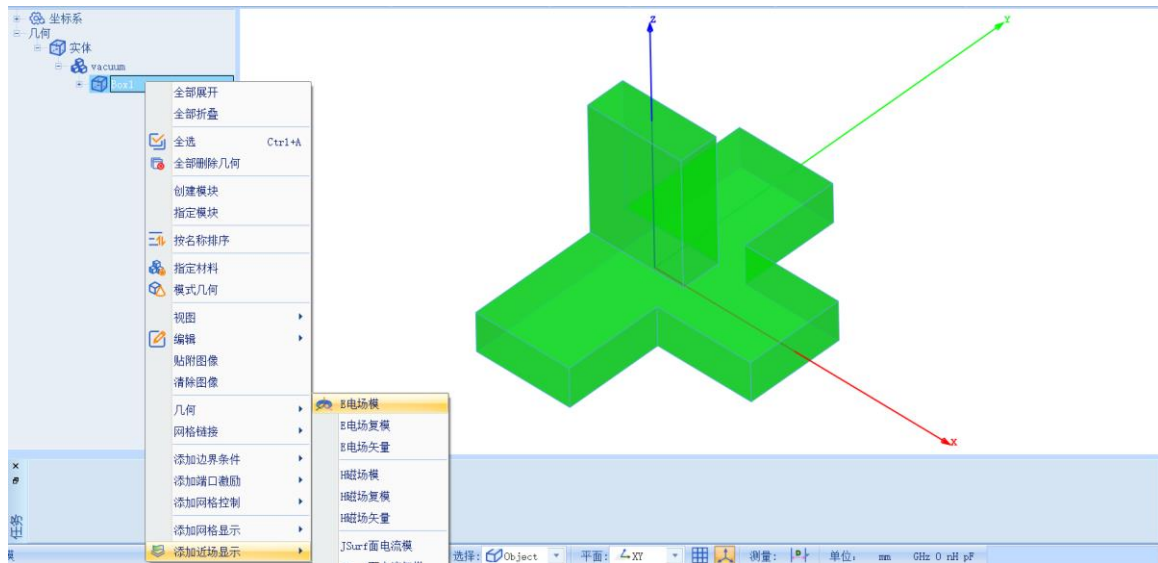 坐标系
几何
实体
vacuum
Box1
全部展开
全部折叠
全选 Ctrl+A
全部删除几何
创建模块
指定模块
按名称排序
指定材料
模式几何
视图
编辑
贴附图像
清除图像
几何
网格链接
添加边界条件
添加端口激励
添加网格控制
添加网格显示
添加近场显示
E电场模
E电场复模
E电场矢量
H磁场模
H磁场复模
H磁场矢量
JSurf面电流模
Z
Y
X
任务
选择: Object 平面: XY 测量: 单位: mm GHz O nH pF